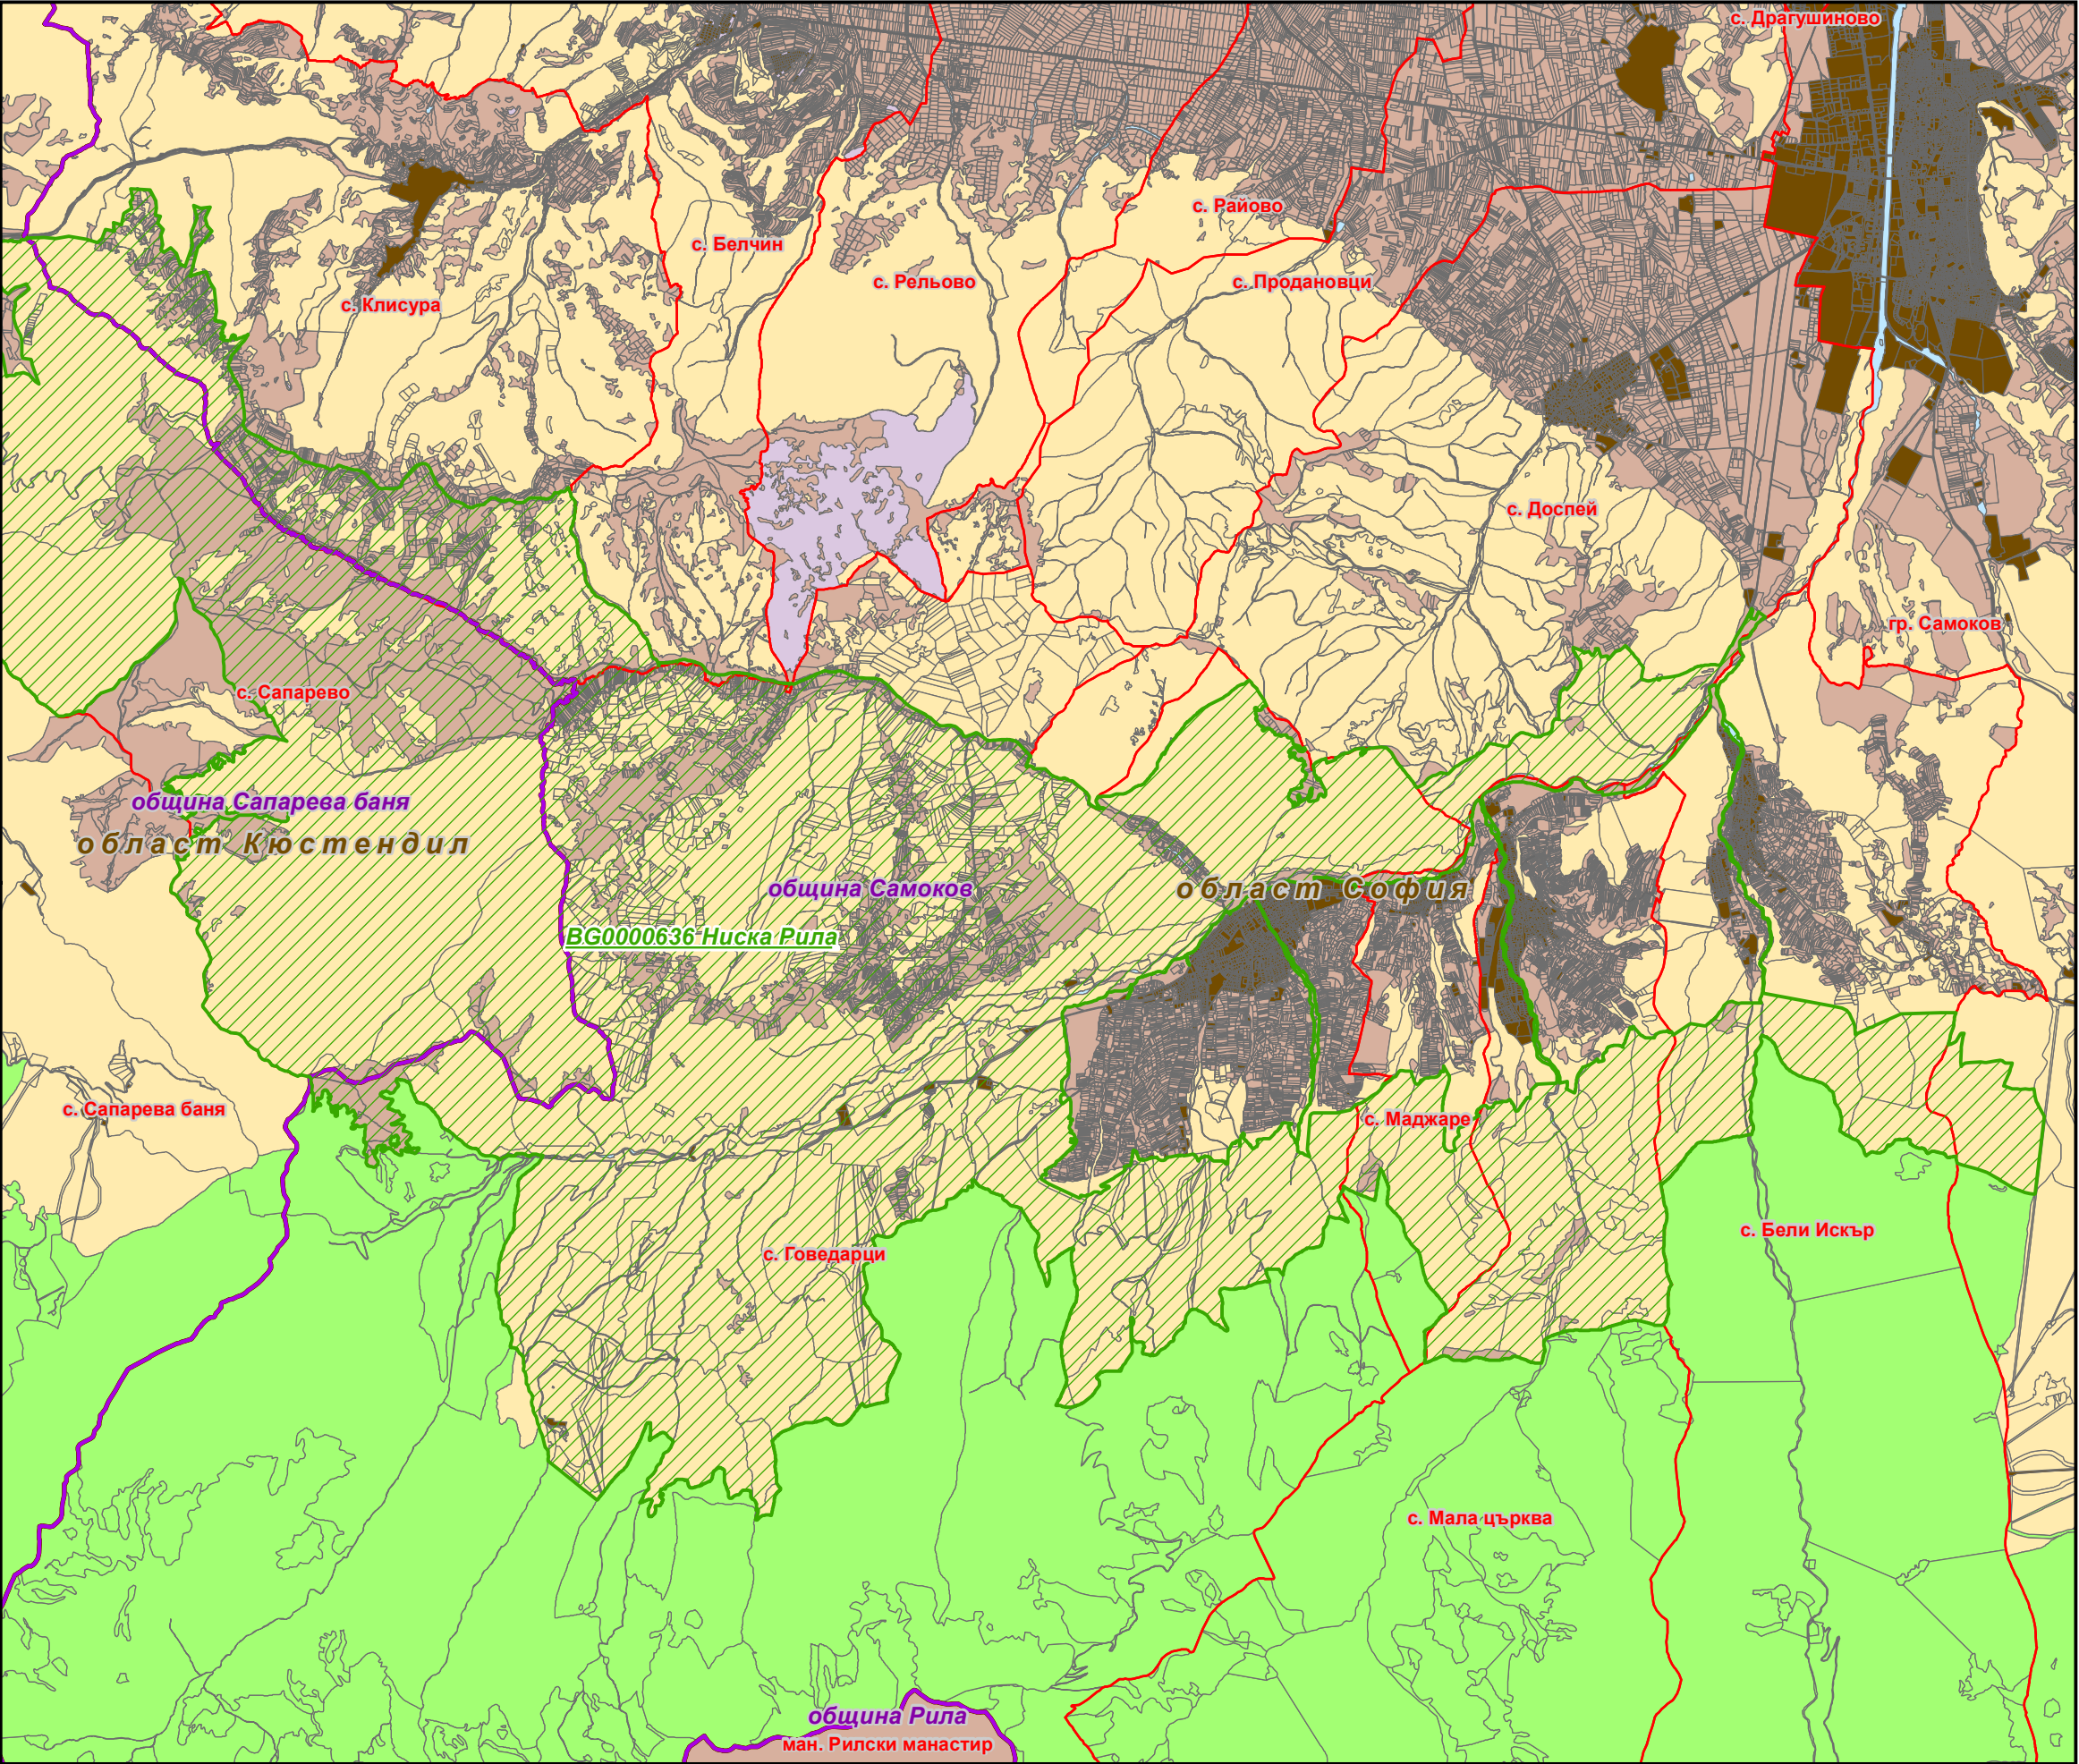 с. Драгушиново
с. Райово
с. Белчин
с. Рельово
с. Продановци
с. Клисура
с. Доспей
гр. Самоков
с. Сапарево
община Сапарева баня
област Кюстендил
община Самоков
област София
BG0000636 Ниска Рила
с. Сапарева баня
с. Маджаре
с. Бели Искър
с. Говедарци
с. Мала църква
община Рила
ман. Рилски манастир